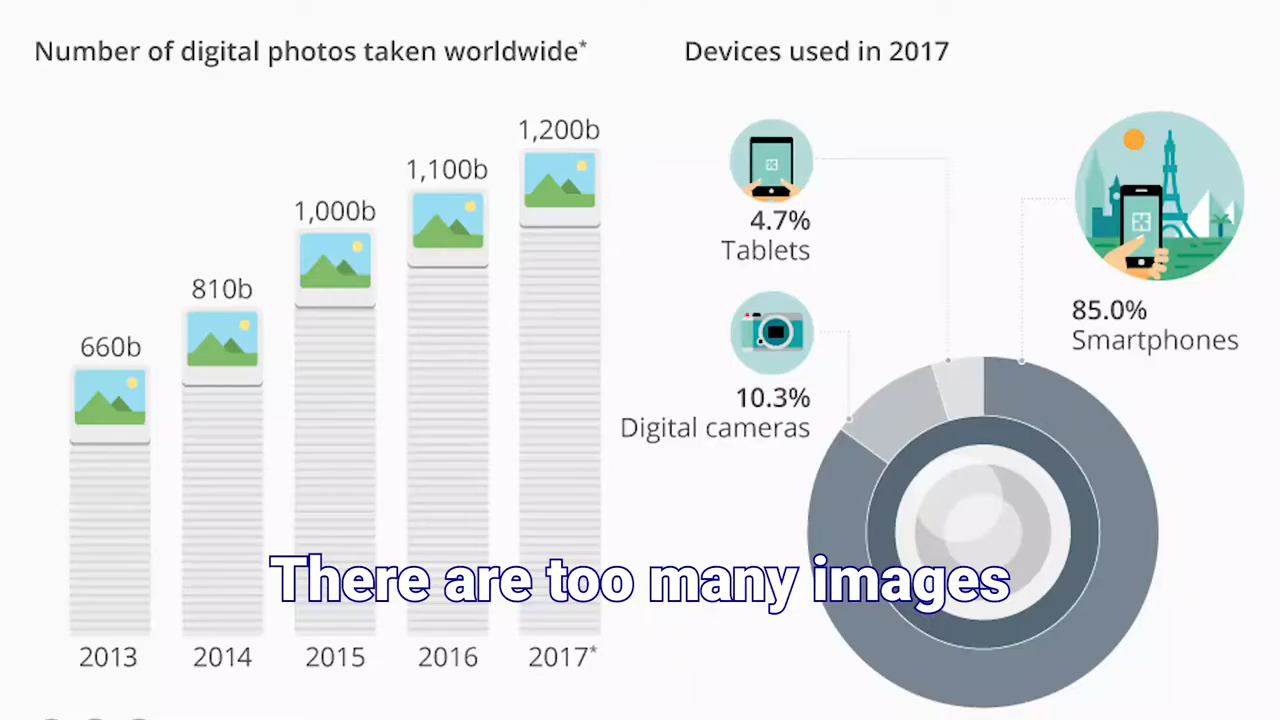 Number of digital photos taken worldwide*
660b
810b
1,000b
1,100b
1,200b
2013
2014
2015
2016
2017*
Devices used in 2017
4.7%
Tablets
10.3%
Digital cameras
85.0%
Smartphones
There are too many images